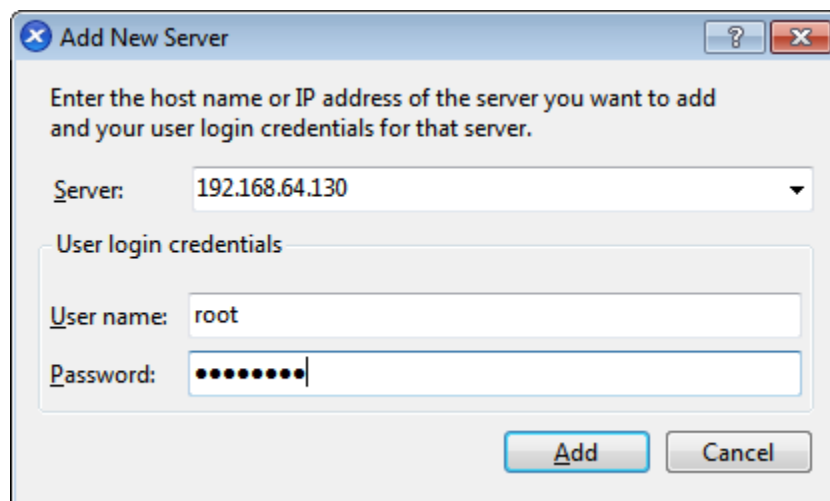 Add New Server
Enter the host name or IP address of the server you want to add
and your user login credentials for that server.
Server: 192.168.64.130
User login credentials
User name: root
Password: ●●●●●●●●
Add Cancel